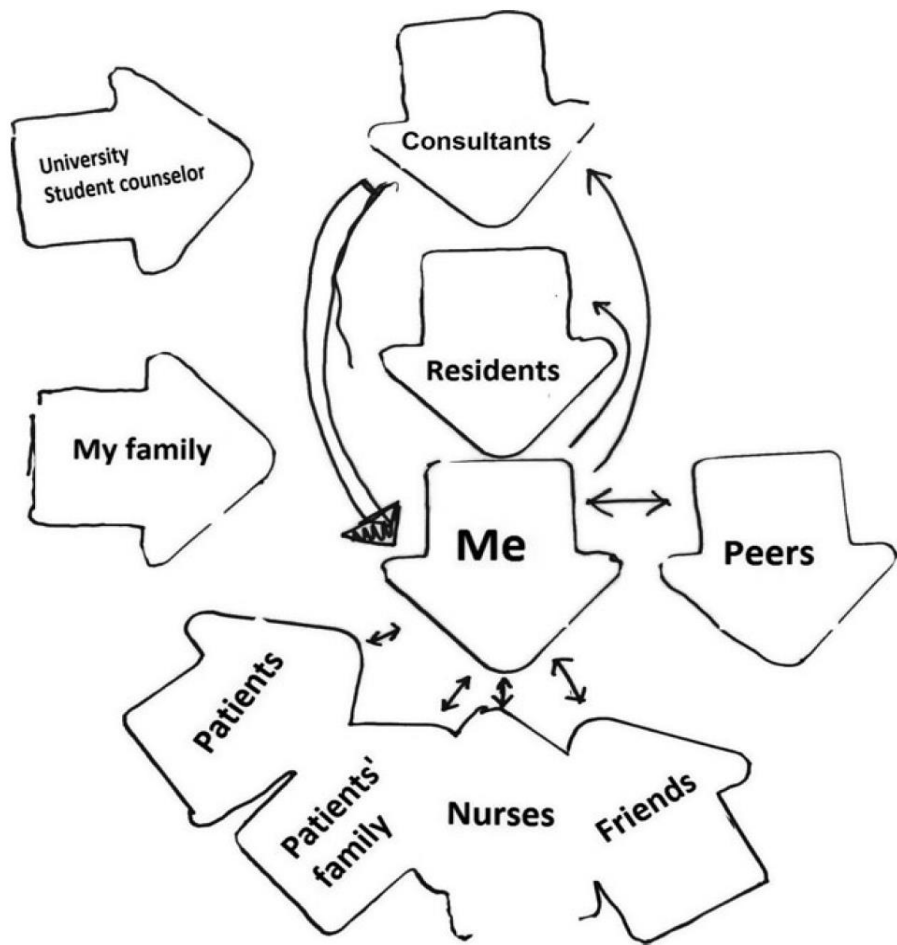 Consultants
University
Student counselor
Residents
My family
Me
Peers
Patients
Patients'
family
Nurses
Friends